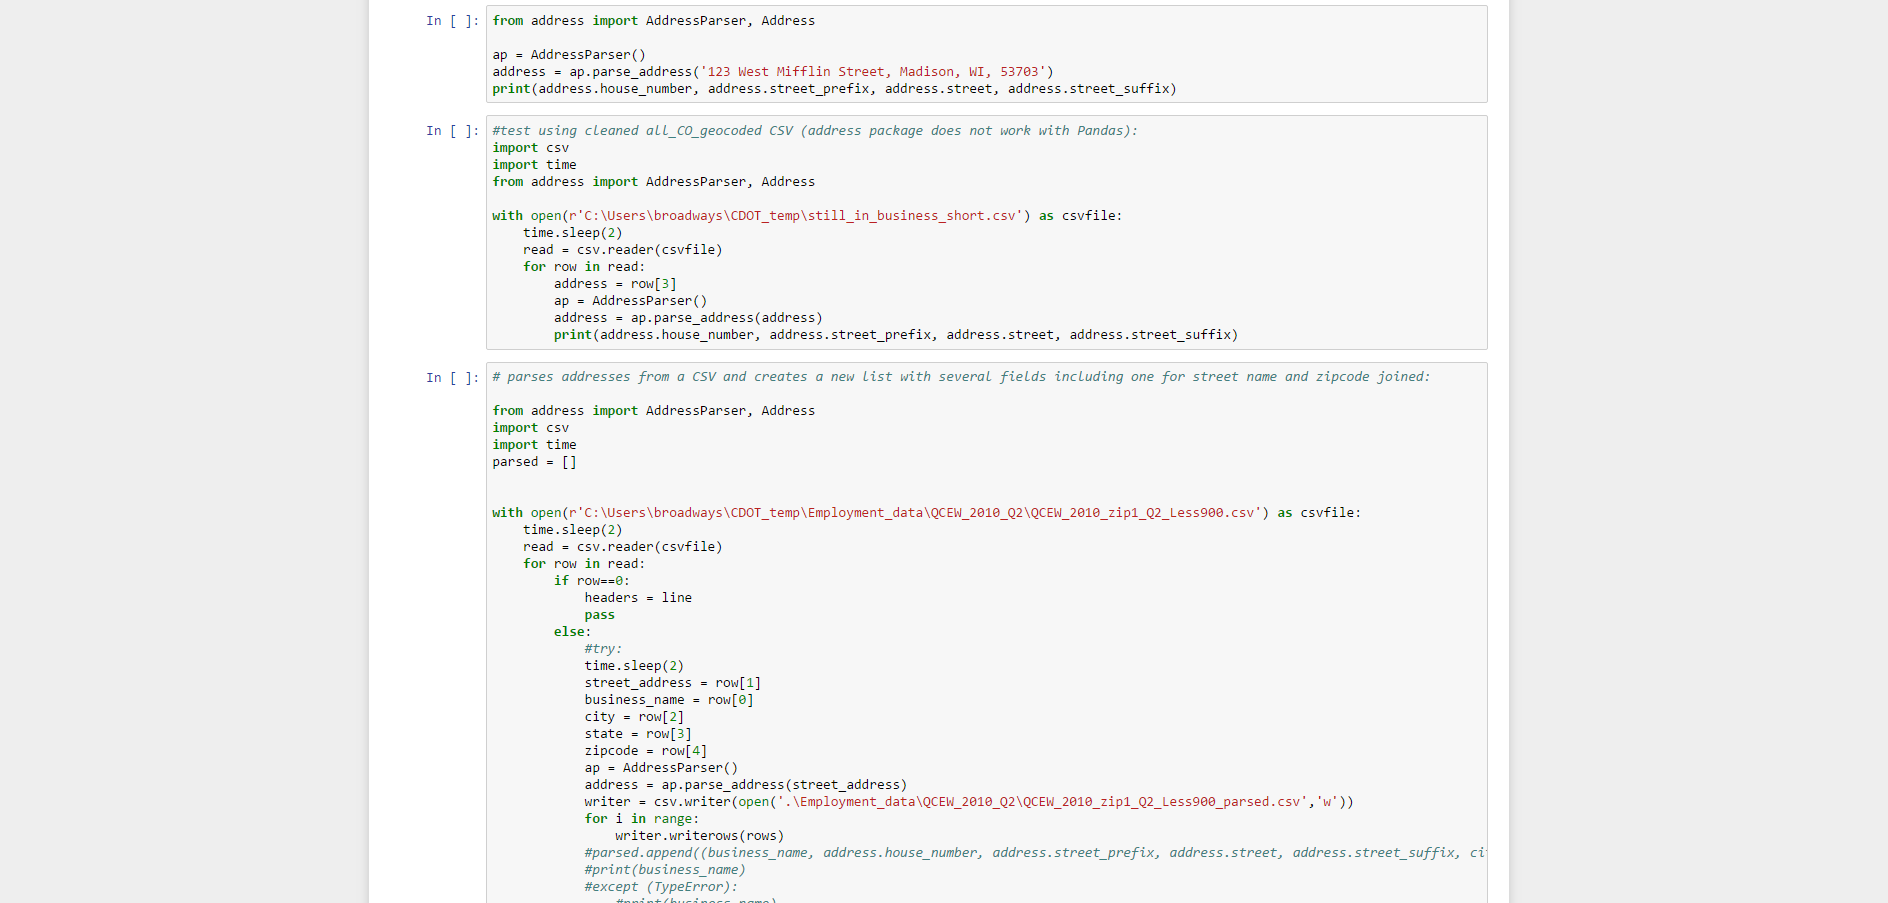 In [ ]: from address import AddressParser, Address
ap = AddressParser()
address = ap.parse_address('123 West Mifflin Street, Madison, WI, 53703')
print(address.house_number, address.street_prefix, address.street, address.street_suffix)
In [ ]: #test using cleaned all_CO_geocoded CSV (address package does not work with Pandas):
import csv
import time
from address import AddressParser, Address
with open(r'C:\Users\broadways\CDOT_temp\still_in_business_short.csv') as csvfile:
    time.sleep(2)
    read = csv.reader(csvfile)
    for row in read:
        address = row[3]
        ap = AddressParser()
        address = ap.parse_address(address)
        print(address.house_number, address.street_prefix, address.street, address.street_suffix)
In [ ]: # parses addresses from a CSV and creates a new list with several fields including one for street name and zipcode joined:
from address import AddressParser, Address
import csv
import time
parsed = []
with open(r'C:\Users\broadways\CDOT_temp\Employment_data\QCEW_2010_Q2\QCEW_2010_zip1_Q2_Less900.csv') as csvfile:
    time.sleep(2)
    read = csv.reader(csvfile)
    for row in read:
        if row==0:
            headers = line
            pass
        else:
            #try:
            time.sleep(2)
            street_address = row[1]
            business_name = row[0]
            city = row[2]
            state = row[3]
            zipcode = row[4]
            ap = AddressParser()
            address = ap.parse_address(street_address)
            writer = csv.writer(open('.\Employment_data\QCEW_2010_Q2\QCEW_2010_zip1_Q2_Less900_parsed.csv','w'))
            for i in range:
                writer.writerows(rows)
            #parsed.append((business_name, address.house_number, address.street_prefix, address.street, address.street_suffix,
            #print(business_name)
            #except (TypeError):
                #print(business_name)